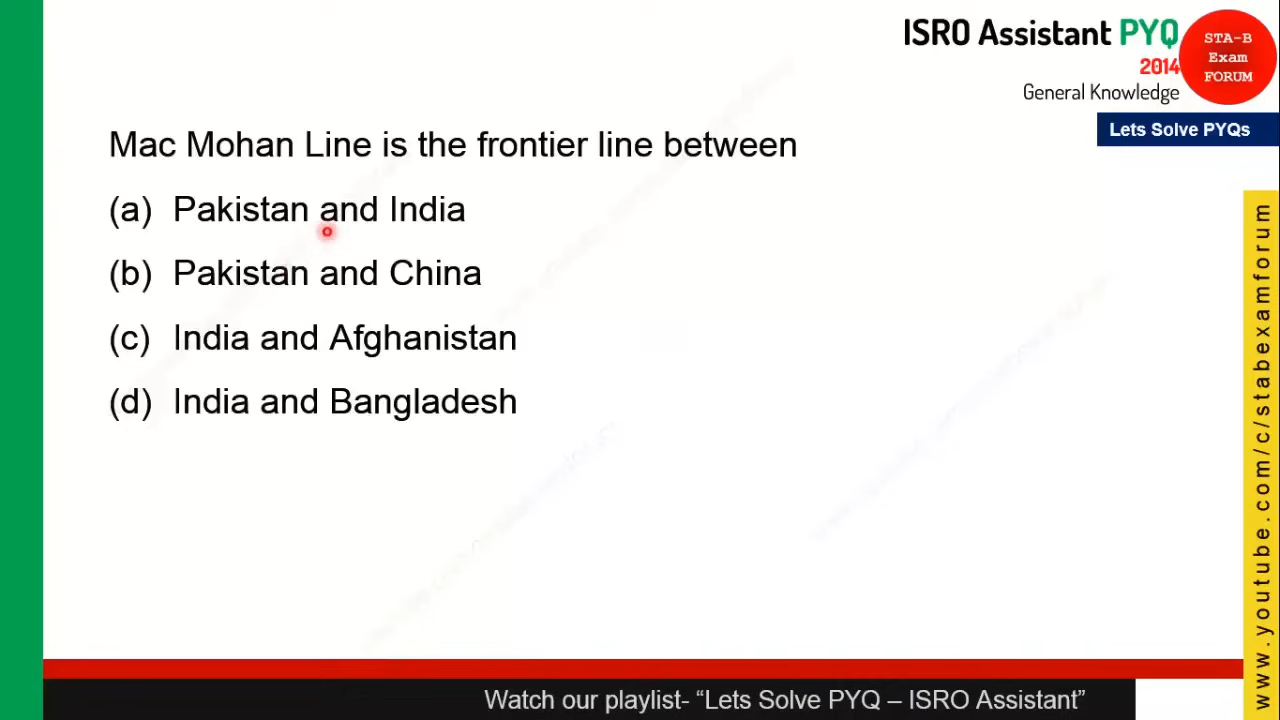 ISRO Assistant PYQ
2014
General Knowledge
STA-B
Exam
FORUM
Lets Solve PYQs
Mac Mohan Line is the frontier line between
(a) Pakistan and India
(b) Pakistan and China
(c) India and Afghanistan
(d) India and Bangladesh
www.youtube.com/c/stabexamforum
Watch our playlist- “Lets Solve PYQ – ISRO Assistant”